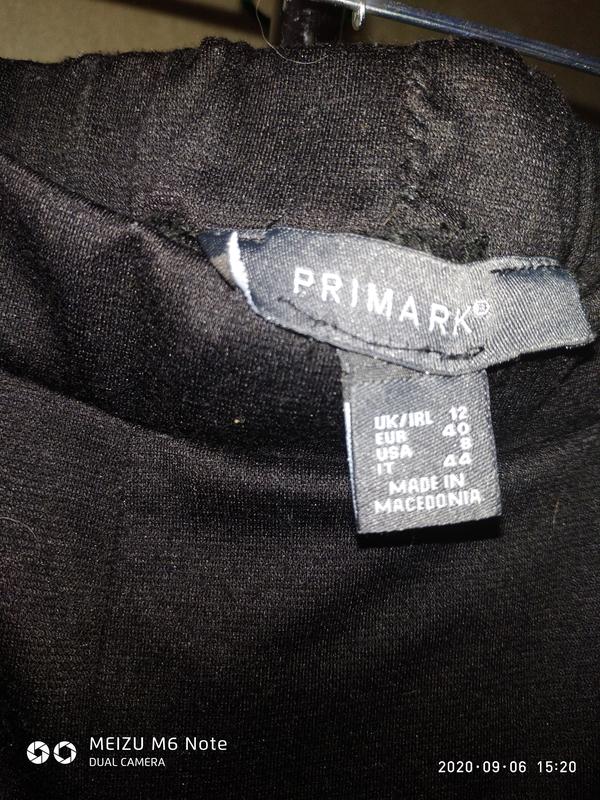 PRIMARK®
UK/IRL 12
EUR 40
USA 8
IT 44
MADE IN
MACEDONIA
MEIZU M6 Note
DUAL CAMERA
2020·09·06 15:20